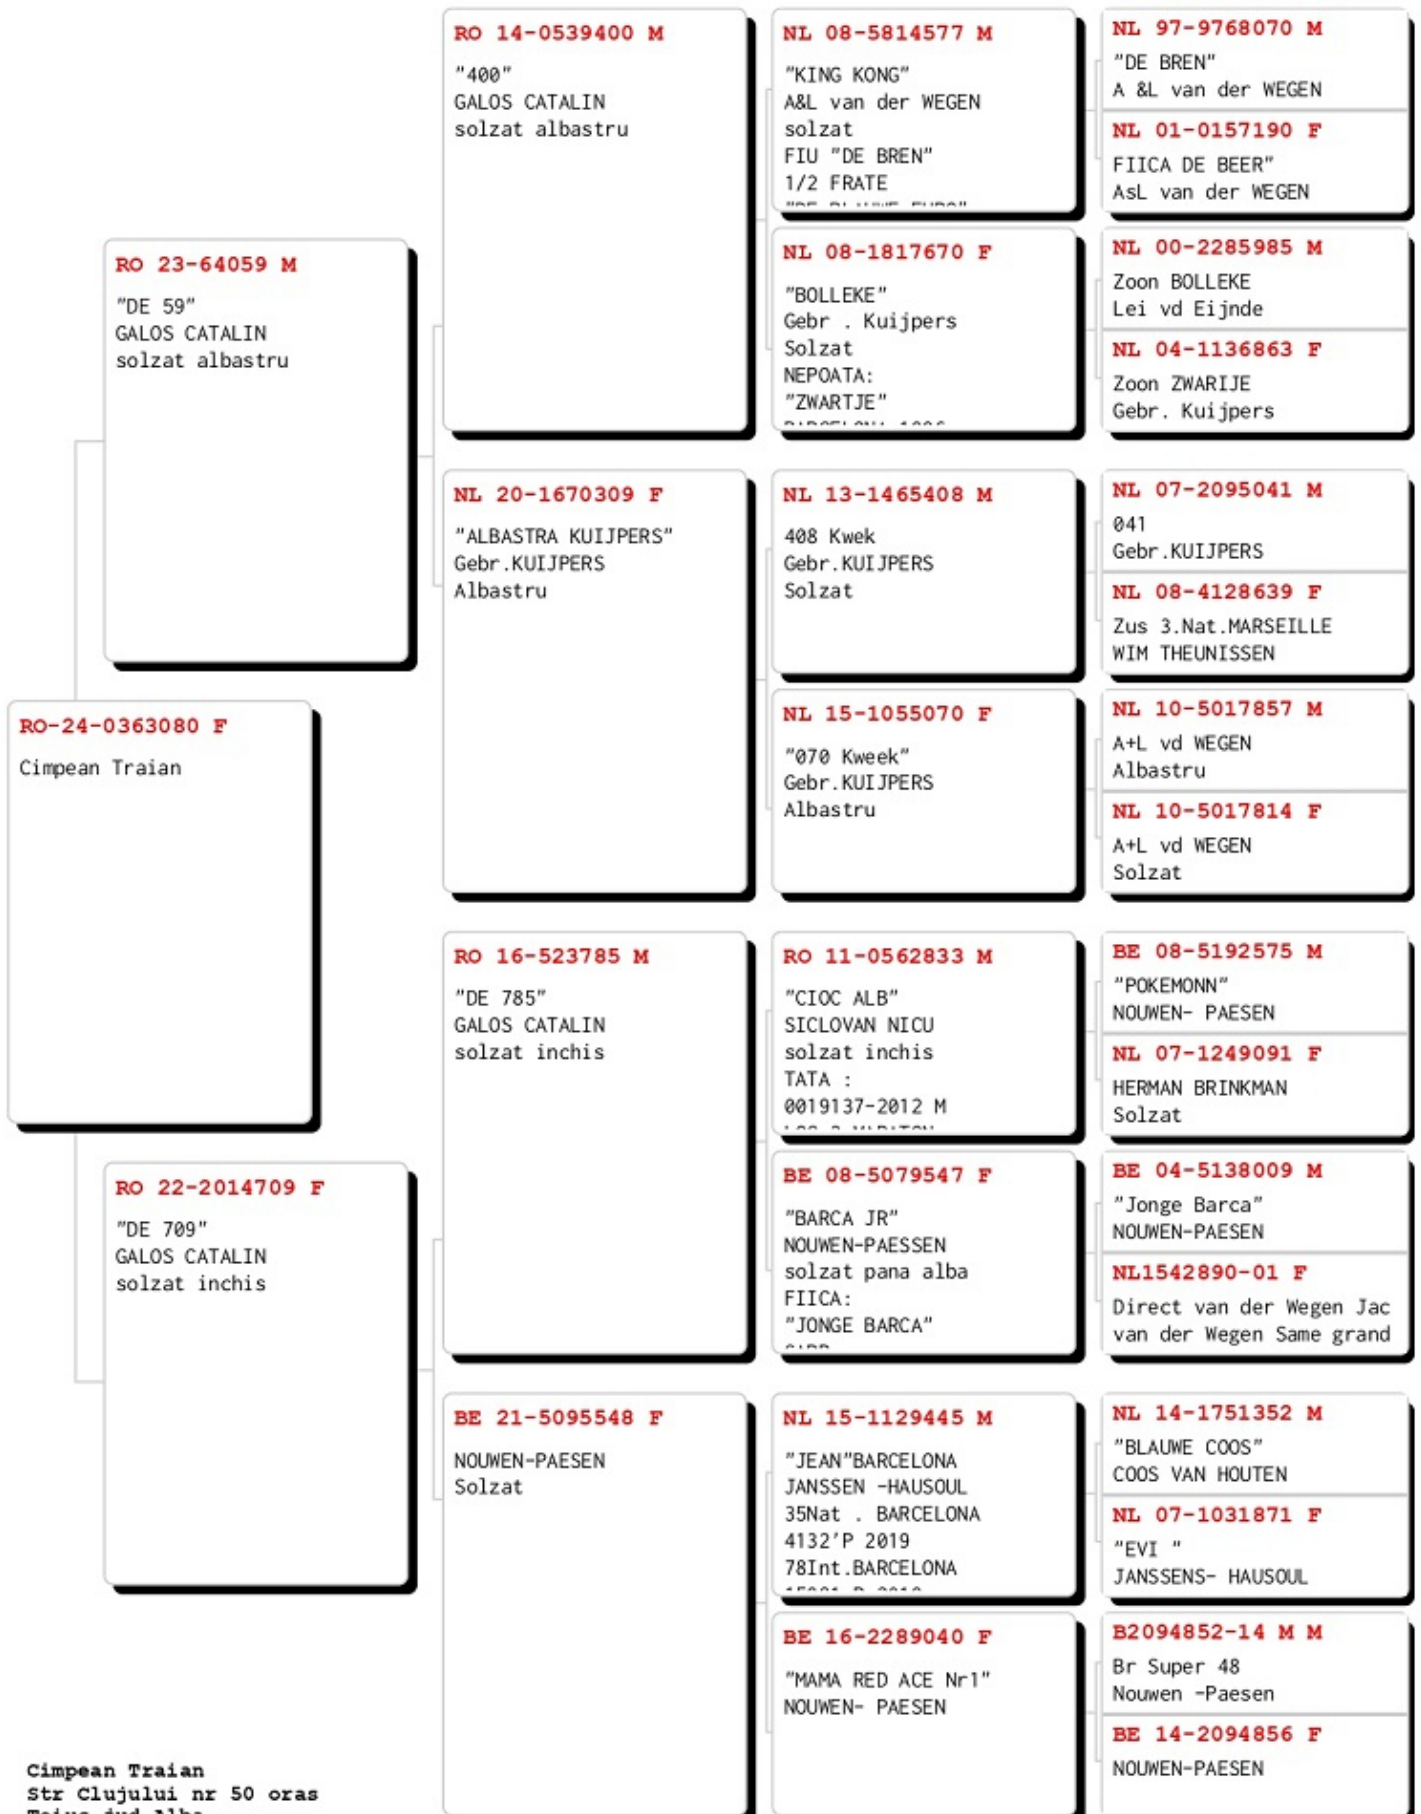 RO-24-0363080 F
Cimpean Traian
RO 23-64059 M
"DE 59"
GALOS CATALIN
solzat albastru
RO 22-2014709 F
"DE 709"
GALOS CATALIN
solzat inchis
RO 14-0539400 M
"400"
GALOS CATALIN
solzat albastru
NL 20-1670309 F
"ALBASTRA KUIJPERS"
Gebr.KUIJPERS
Albastru
RO 16-523785 M
"DE 785"
GALOS CATALIN
solzat inchis
BE 21-5095548 F
NOUWEN-PAESEN
Solzat
NL 08-5814577 M
"KING KONG"
A&L van der WEGEN
solzat
FIU "DE BREN"
1/2 FRATE
NL 08-1817670 F
"BOLLEKE"
Gebr . Kuijpers
Solzat
NEPOATA:
"ZWARTJE"
NL 13-1465408 M
408 Kwek
Gebr.KUIJPERS
Solzat
NL 15-1055070 F
"070 Kweek"
Gebr.KUIJPERS
Albastru
RO 11-0562833 M
"CIOC ALB"
SICLOVAN NICU
solzat inchis
TATA :
0019137-2012 M
BE 08-5079547 F
"BARCA JR"
NOUWEN-PAESSEN
solzat pana alba
FIICA:
"JONGE BARCA"
NL 15-1129445 M
"JEAN"BARCELONA
JANSSEN -HAUSOUL
35Nat . BARCELONA
4132'P 2019
78Int.BARCELONA
BE 16-2289040 F
"MAMA RED ACE Nr1"
NOUWEN- PAESEN
NL 97-9768070 M
"DE BREN"
A &L van der WEGEN
NL 01-0157190 F
FIICA DE BEER"
AsL van der WEGEN
NL 00-2285985 M
Zoon BOLLEKE
Lei vd Eijnde
NL 04-1136863 F
Zoon ZWARIJE
Gebr. Kuijpers
NL 07-2095041 M
041
Gebr.KUIJPERS
NL 08-4128639 F
Zus 3.Nat.MARSEILLE
WIM THEUNISSEN
NL 10-5017857 M
A+L vd WEGEN
Albastru
NL 10-5017814 F
A+L vd WEGEN
Solzat
BE 08-5192575 M
"POKEMONN"
NOUWEN- PAESEN
NL 07-1249091 F
HERMAN BRINKMAN
Solzat
BE 04-5138009 M
"Jonge Barca"
NOUWEN-PAESEN
NL1542890-01 F
Direct van der Wegen Jac
van der Wegen Same grand
NL 14-1751352 M
"BLAUWE COOS"
COOS VAN HOUTEN
NL 07-1031871 F
"EVI "
JANSSENS- HAUSOUL
B2094852-14 M M
Br Super 48
Nouwen -Paesen
BE 14-2094856 F
NOUWEN-PAESEN
Cimpean Traian
Str Clujului nr 50 oras